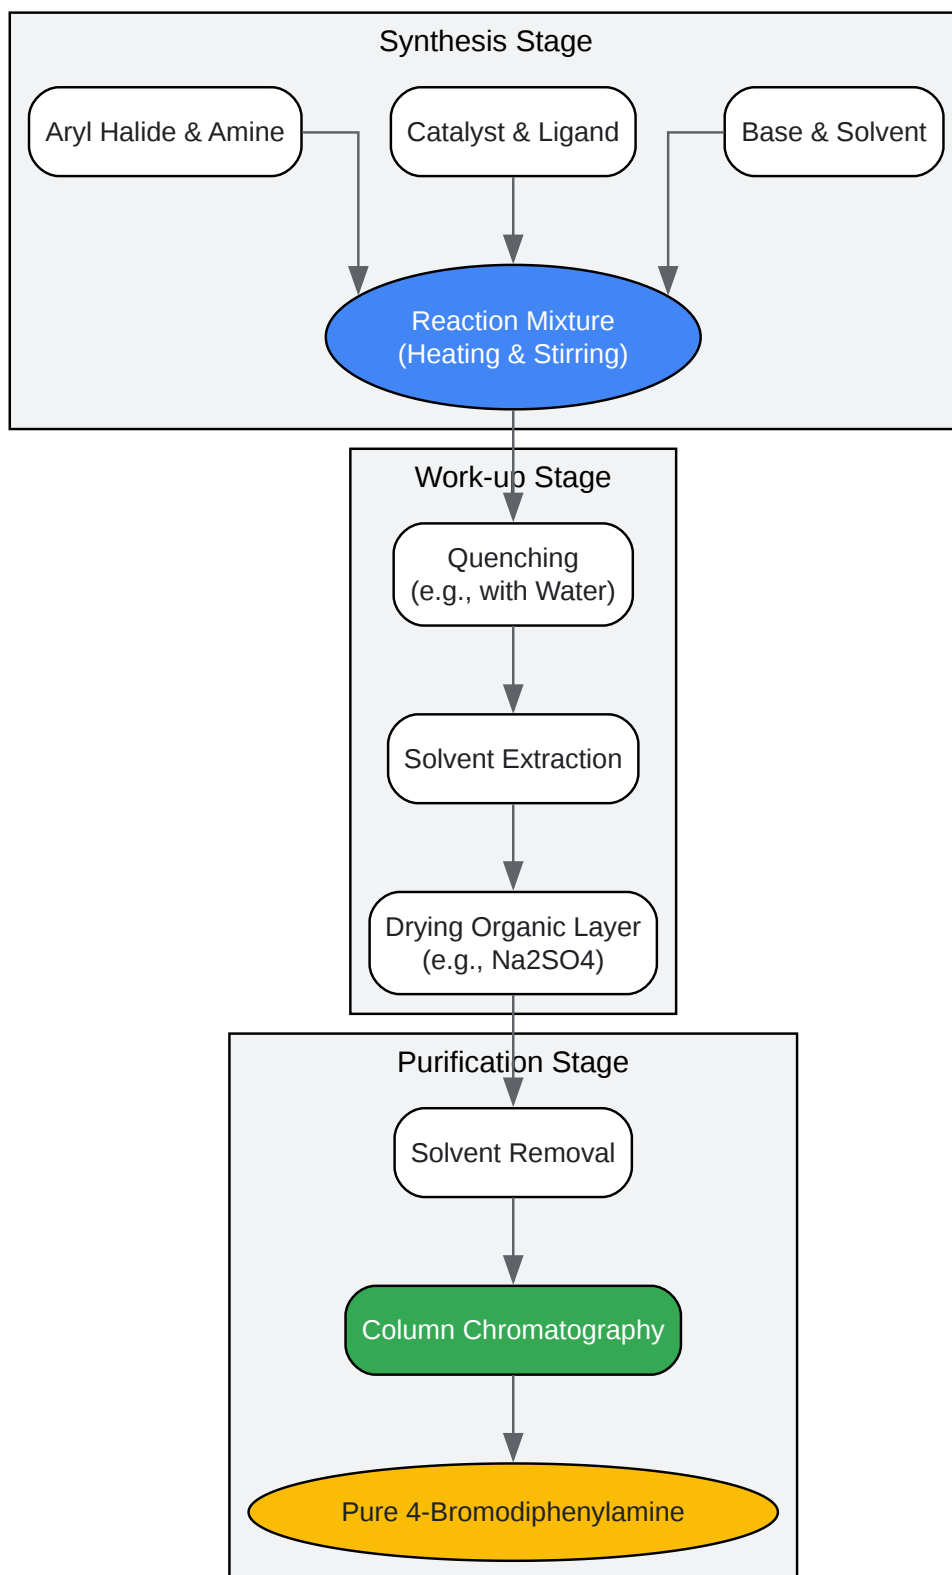 Synthesis Stage
Aryl Halide & Amine
Catalyst & Ligand
Base & Solvent
Reaction Mixture
(Heating & Stirring)
Work-up Stage
Quenching
(e.g., with Water)
Solvent Extraction
Drying Organic Layer
(e.g., Na2SO4)
Purification Stage
Solvent Removal
Column Chromatography
Pure 4-Bromodiphenylamine